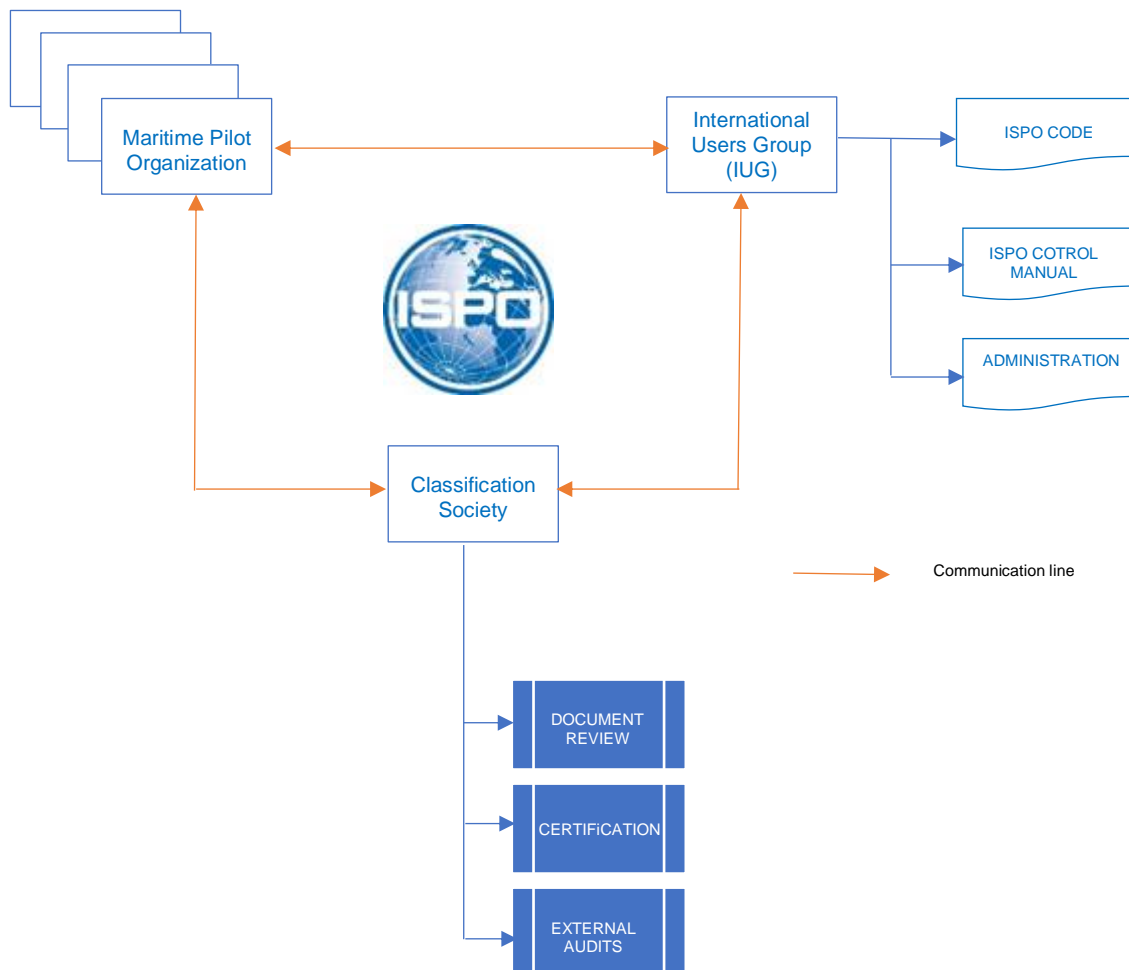 Maritime Pilot
Organization
International
Users Group
(IUG)
ISPO CODE
ISPO COTROL
MANUAL
ADMINISTRATION
ISPO
Classification
Society
Communication line
DOCUMENT
REVIEW
CERTIFiCATION
EXTERNAL
AUDITS